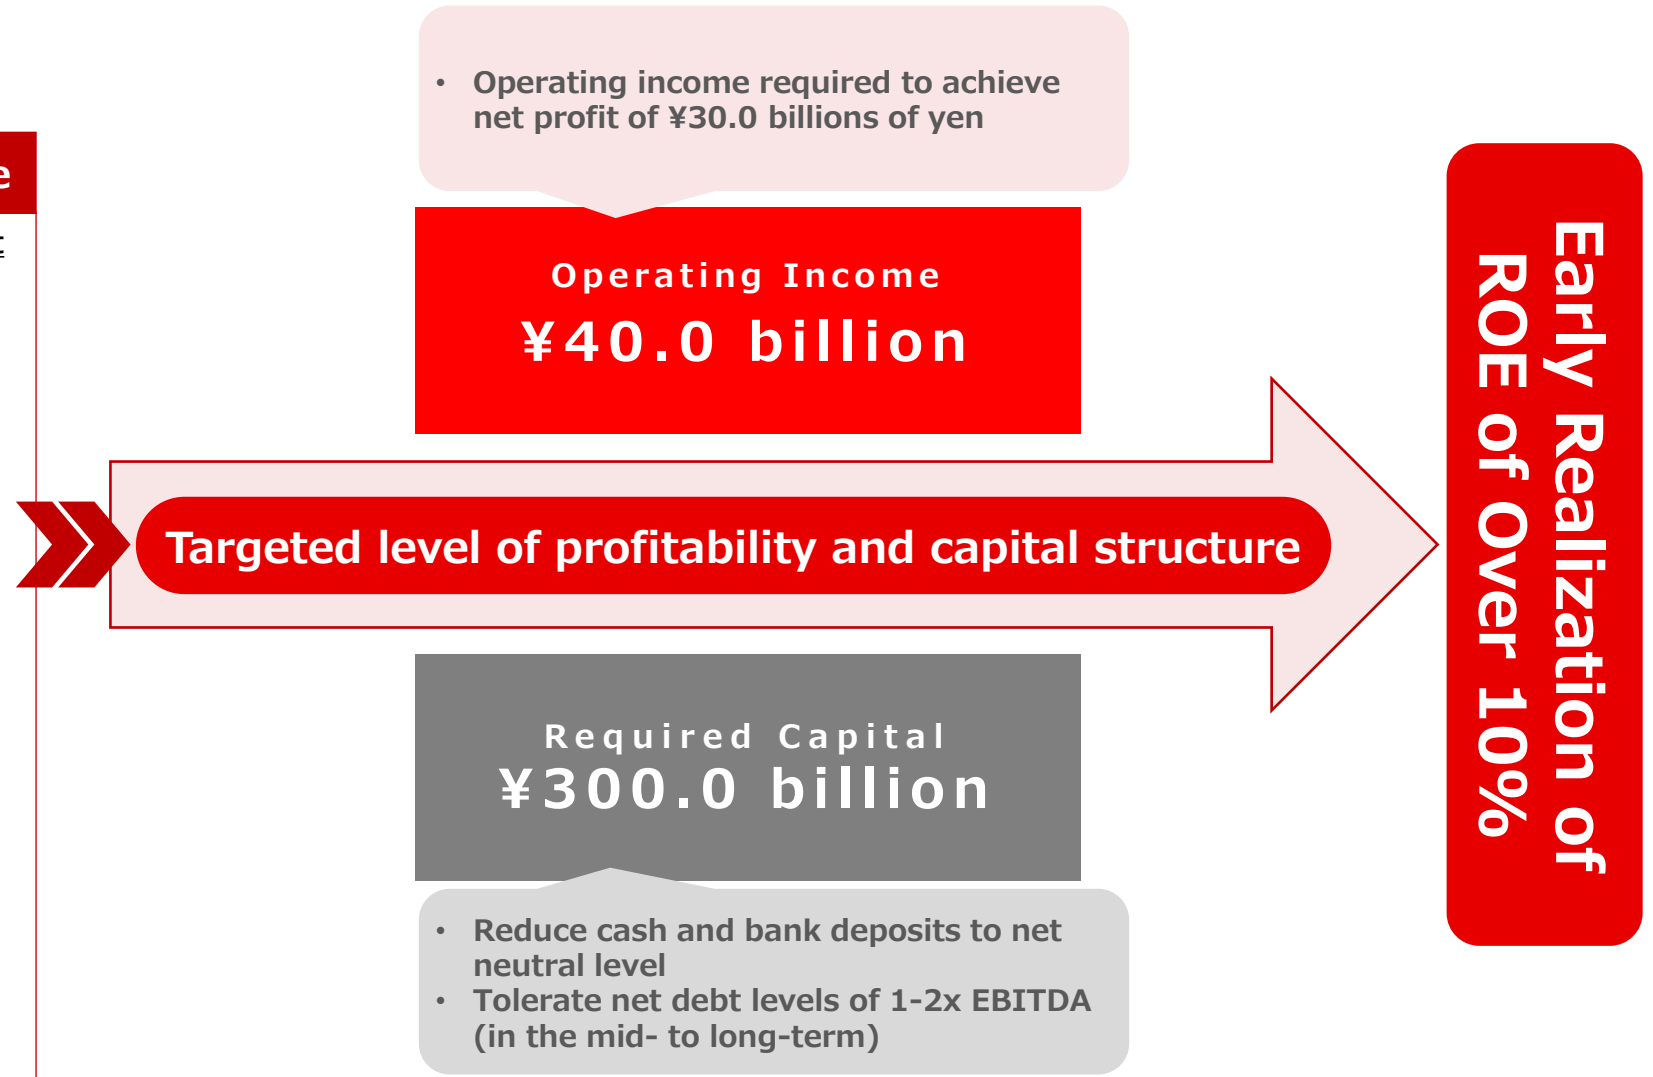 • Operating income required to achieve
net profit of ¥30.0 billions of yen
Operating Income
¥40.0 billion
Targeted level of profitability and capital structure
Required Capital
¥300.0 billion
• Reduce cash and bank deposits to net
neutral level
• Tolerate net debt levels of 1-2x EBITDA
(in the mid- to long-term)
Early Realization of
ROE of Over 10%